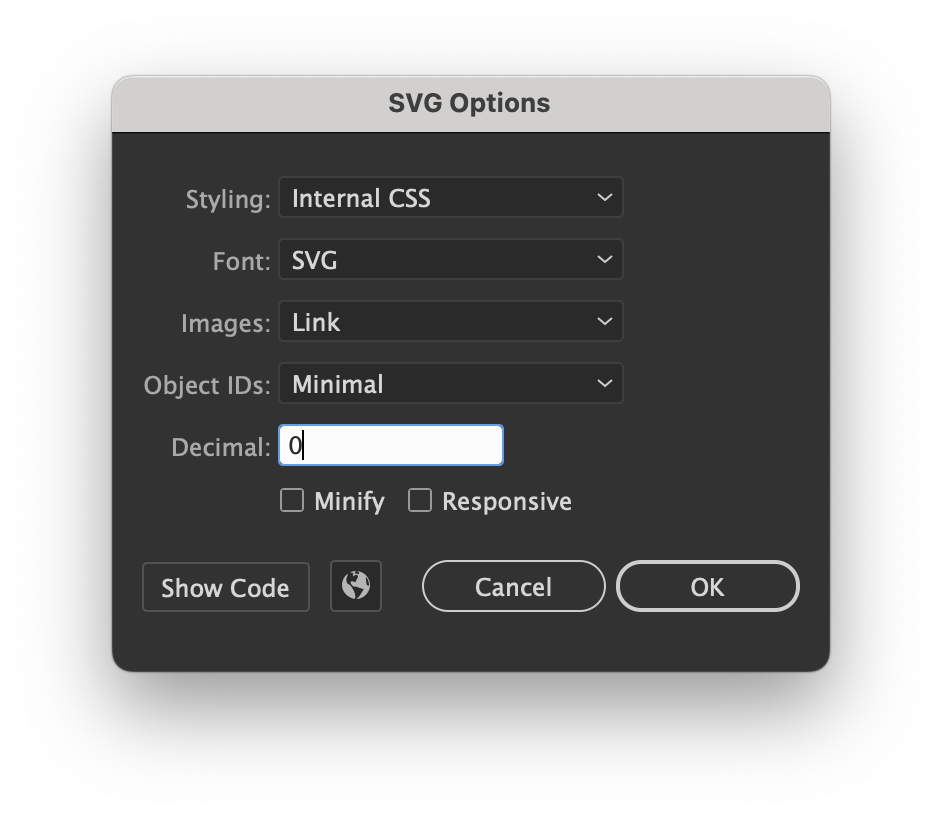 SVG Options
Styling: Internal CSS
Font: SVG
Images: Link
Object IDs: Minimal
Decimal: 0
Minify Responsive
Show Code Cancel OK